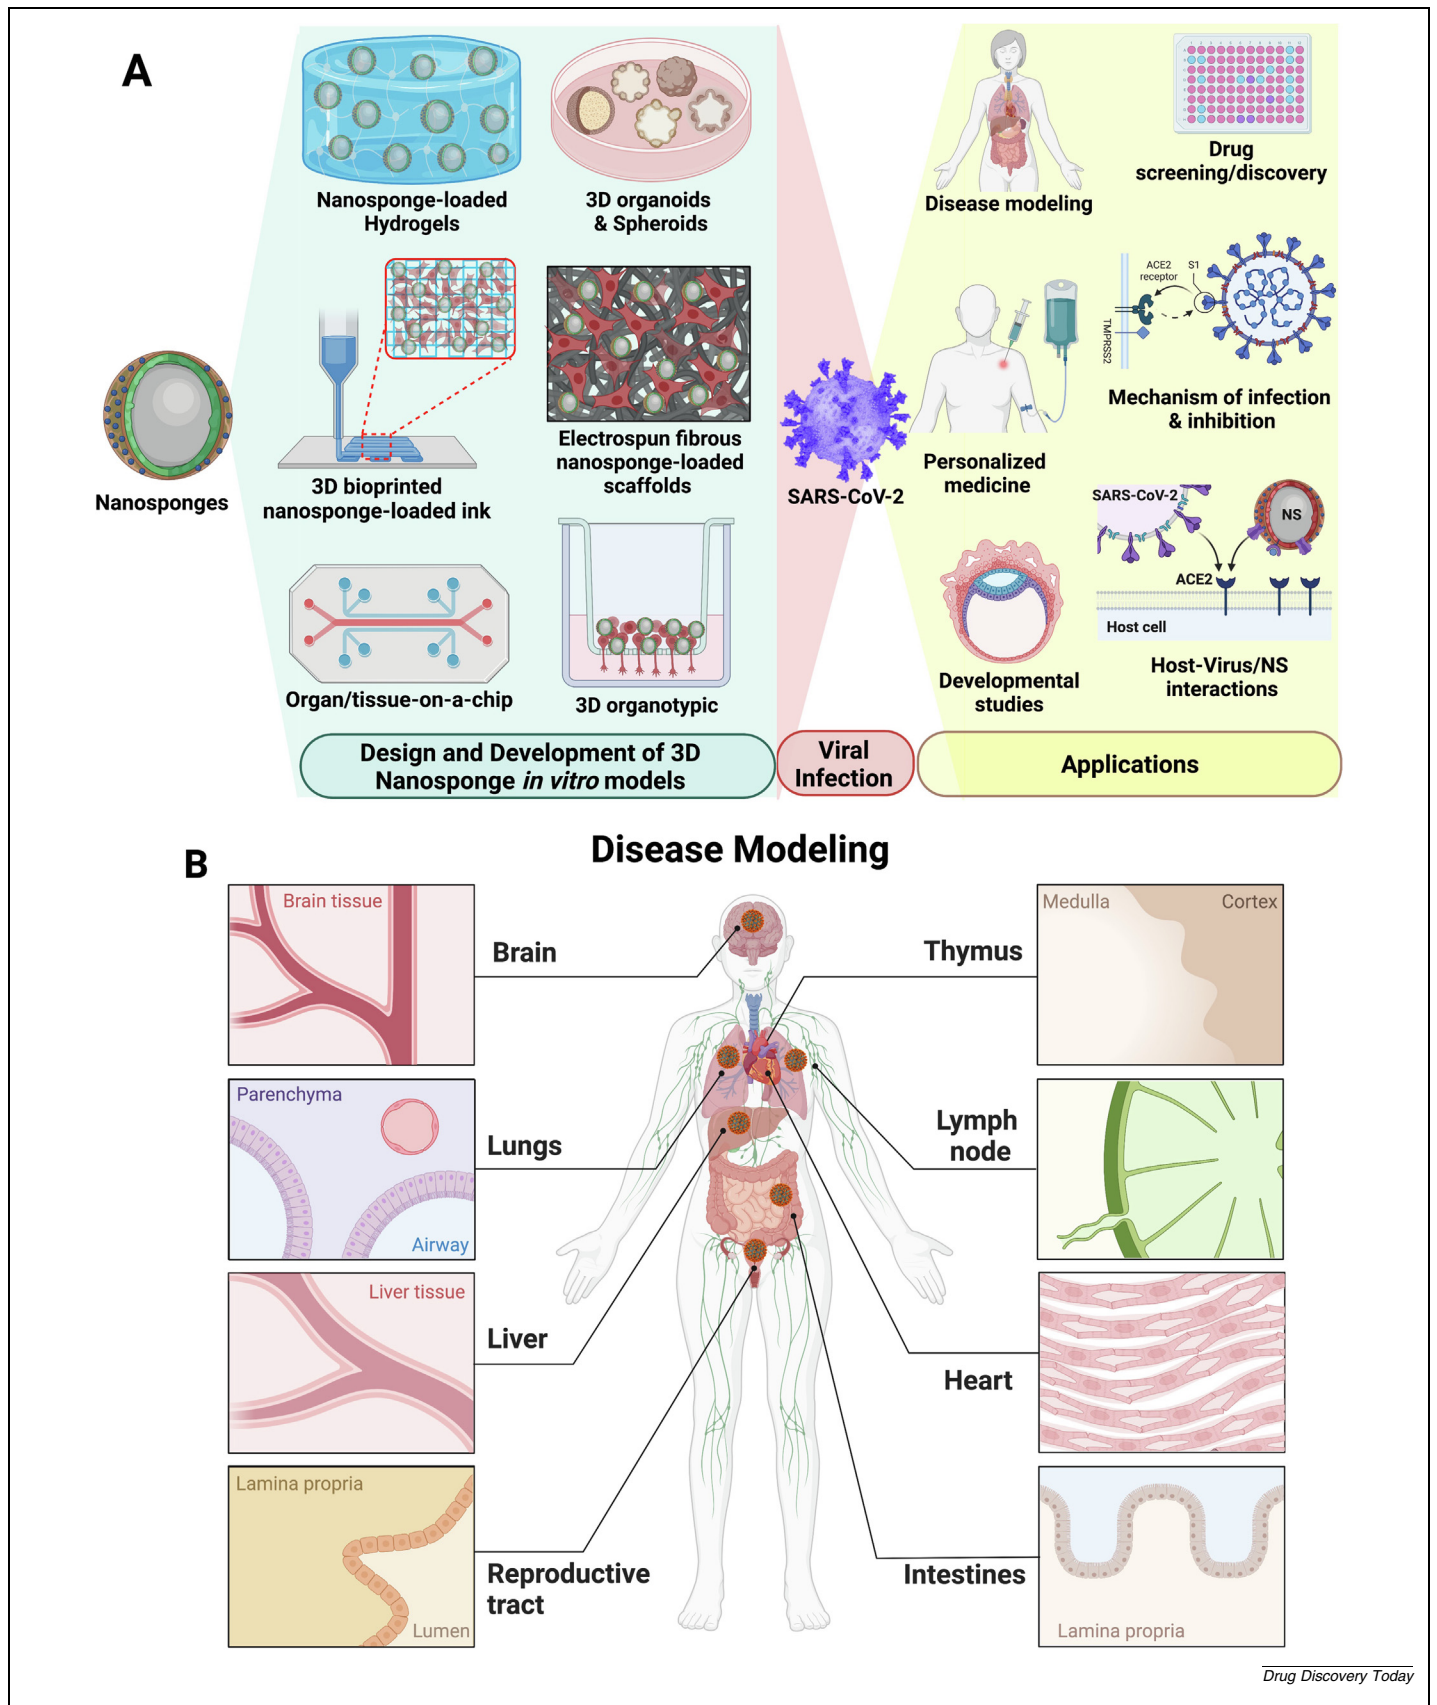 A
Nanosponge-loaded
Hydrogels
3D organoids
& Spheroids
Nanosponges
3D bioprinted
nanosponge-loaded ink
Electrospun fibrous
nanosponge-loaded
scaffolds
Organ/tissue-on-a-chip
3D organotypic
Design and Development of 3D
Nanosponge in vitro models
SARS-CoV-2
Viral
Infection
Disease modeling
Drug
screening/discovery
ACE2
receptor
S1
TMPRSS2
Mechanism of infection
& inhibition
Personalized
medicine
SARS-CoV-2
NS
ACE2
Host cell
Host-Virus/NS
interactions
Developmental
studies
Applications
B
Disease Modeling
Brain tissue
Brain
Parenchyma
Airway
Lungs
Liver tissue
Liver
Lamina propria
Lumen
Reproductive
tract
Thymus
Medulla
Cortex
Lymph
node
Heart
Intestines
Lamina propria
Drug Discovery Today